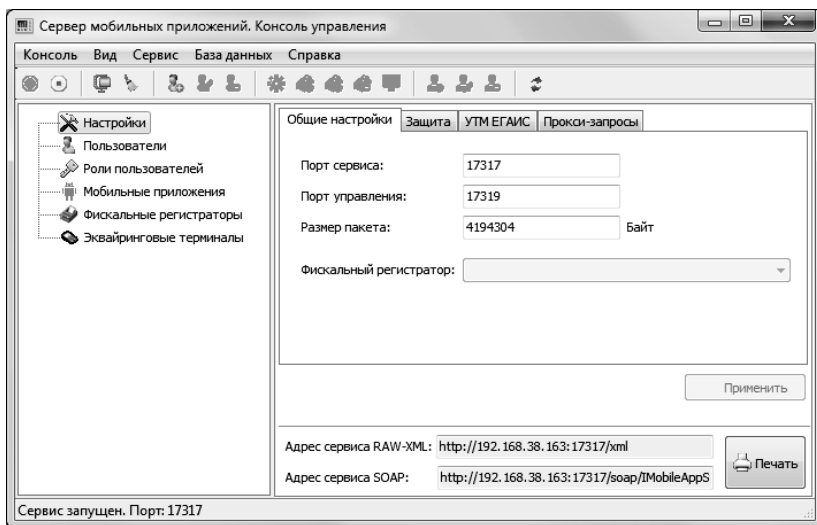 Сервер мобильных приложений. Консоль управления
Консоль Вид Сервис База данных Справка
Настройки
Пользователи
Роли пользователей
Мобильные приложения
Фискальные регистраторы
Эквайринговые терминалы
Общие настройки Защита УТМ ЕГАИС Прокси-запросы
Порт сервиса: 17317
Порт управления: 17319
Размер пакета: 4194304 Байт
Фискальный регистратор:
Применить
Адрес сервиса RAW-XML: http://192.168.38.163:17317/xml
Адрес сервиса SOAP: http://192.168.38.163:17317/soap/IMobileAppS
Печать
Сервис запущен. Порт: 17317